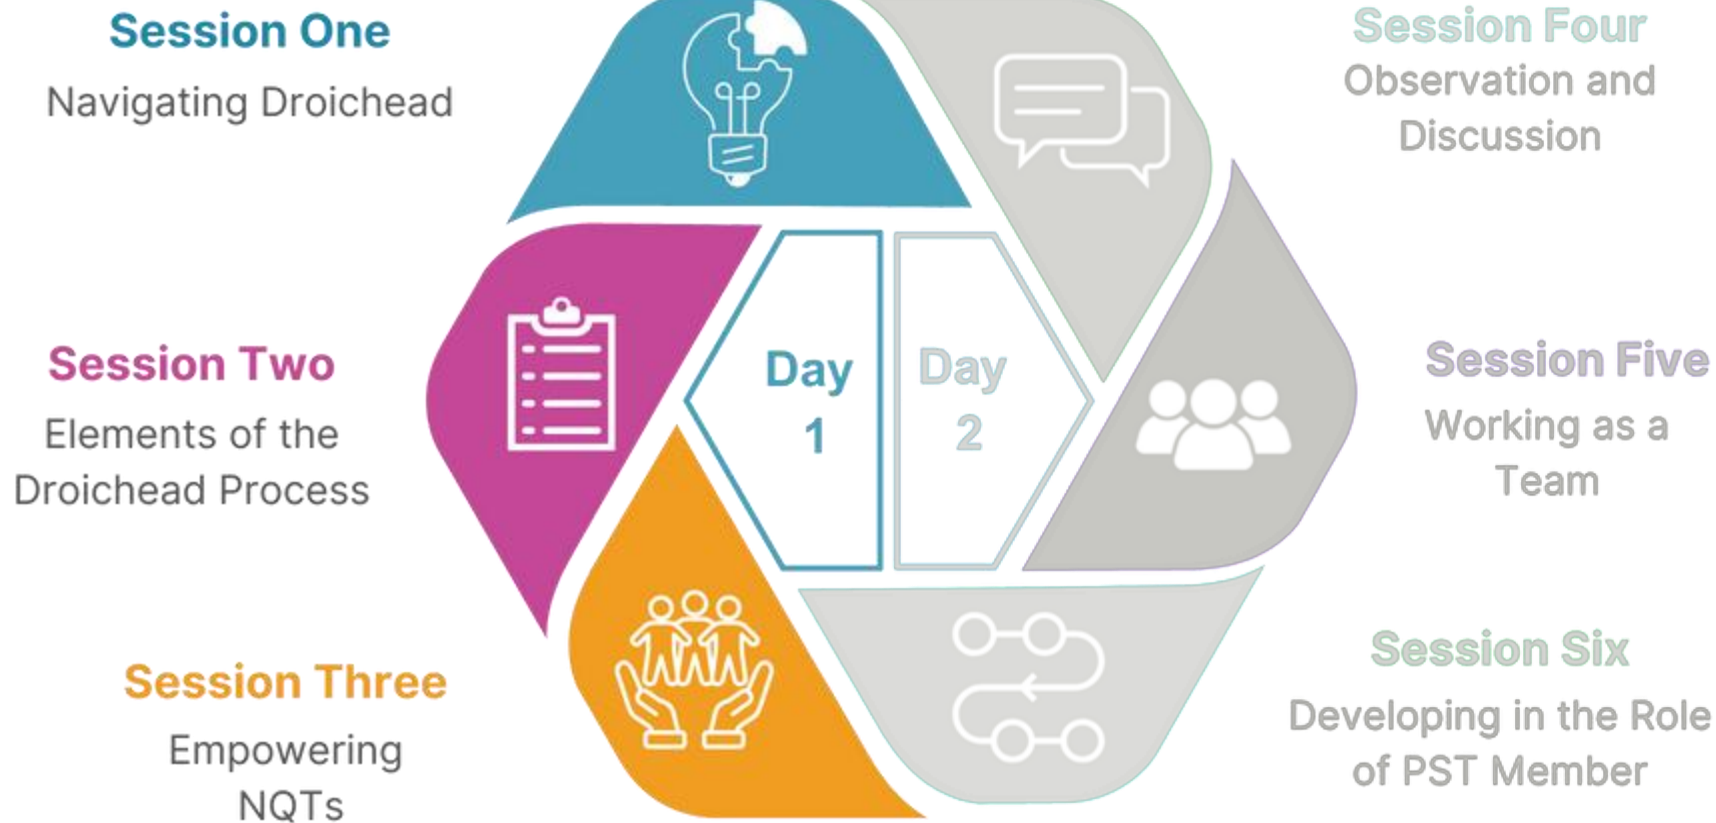 Session One
Navigating Droichead
Session Two
Elements of the
Droichead Process
Session Three
Empowering
NQTs
Day
1
Day
2
Session Four
Observation and
Discussion
Session Five
Working as a
Team
Session Six
Developing in the Role
of PST Member